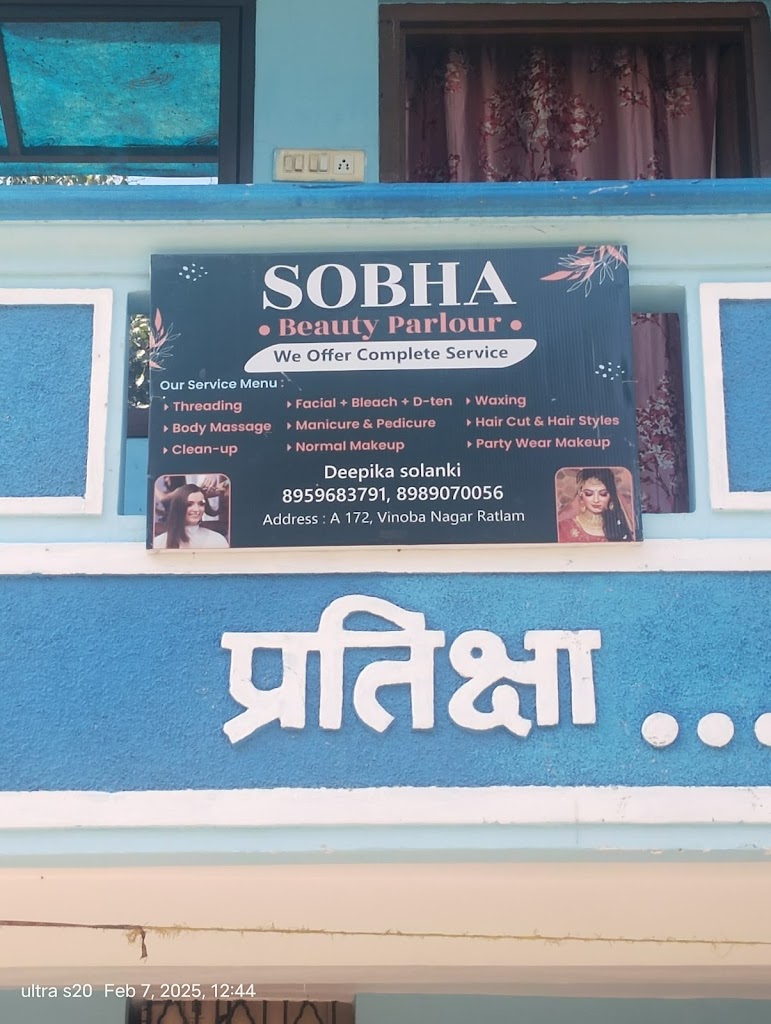 SOBHA
• Beauty Parlour •
We Offer Complete Service
Our Service Menu :
Threading
Body Massage
Clean-up
Facial + Bleach + D-ten
Manicure & Pedicure
Normal Makeup
Waxing
Hair Cut & Hair Styles
Party Wear Makeup
Deepika solanki
8959683791, 8989070056
Address : A 172, Vinoba Nagar Ratlam
प्रतिक्षा...
ultra s20 Feb 7, 2025, 12:44